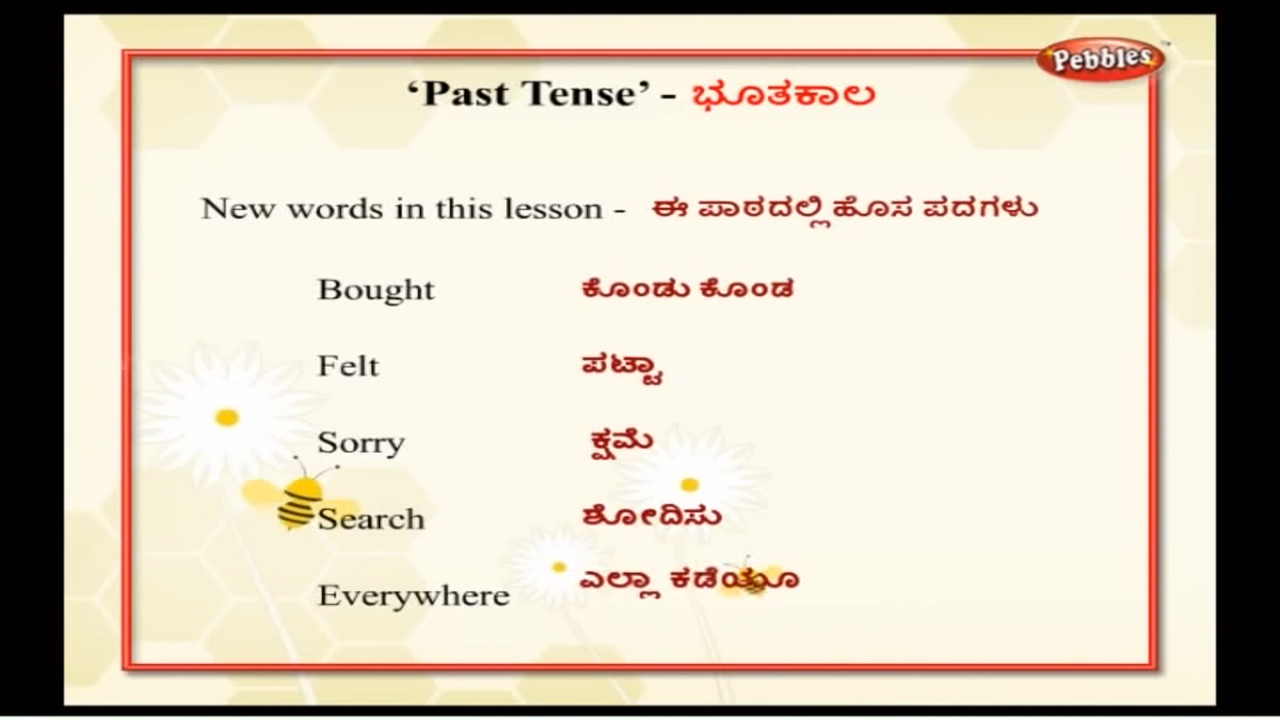 Pebbles™
‘Past Tense’ - ಭೂತಕಾಲ
New words in this lesson - ಈ ಪಾಠದಲ್ಲಿ ಹೊಸ ಪದಗಳು
Bought ಕೊಂಡು ಕೊಂಡ
Felt ಪಟ್ಟಾ
Sorry ಕ್ಷಮೆ
Search ಶೋದಿಸು
Everywhere ಎಲ್ಲಾ ಕಡೆಯೂ